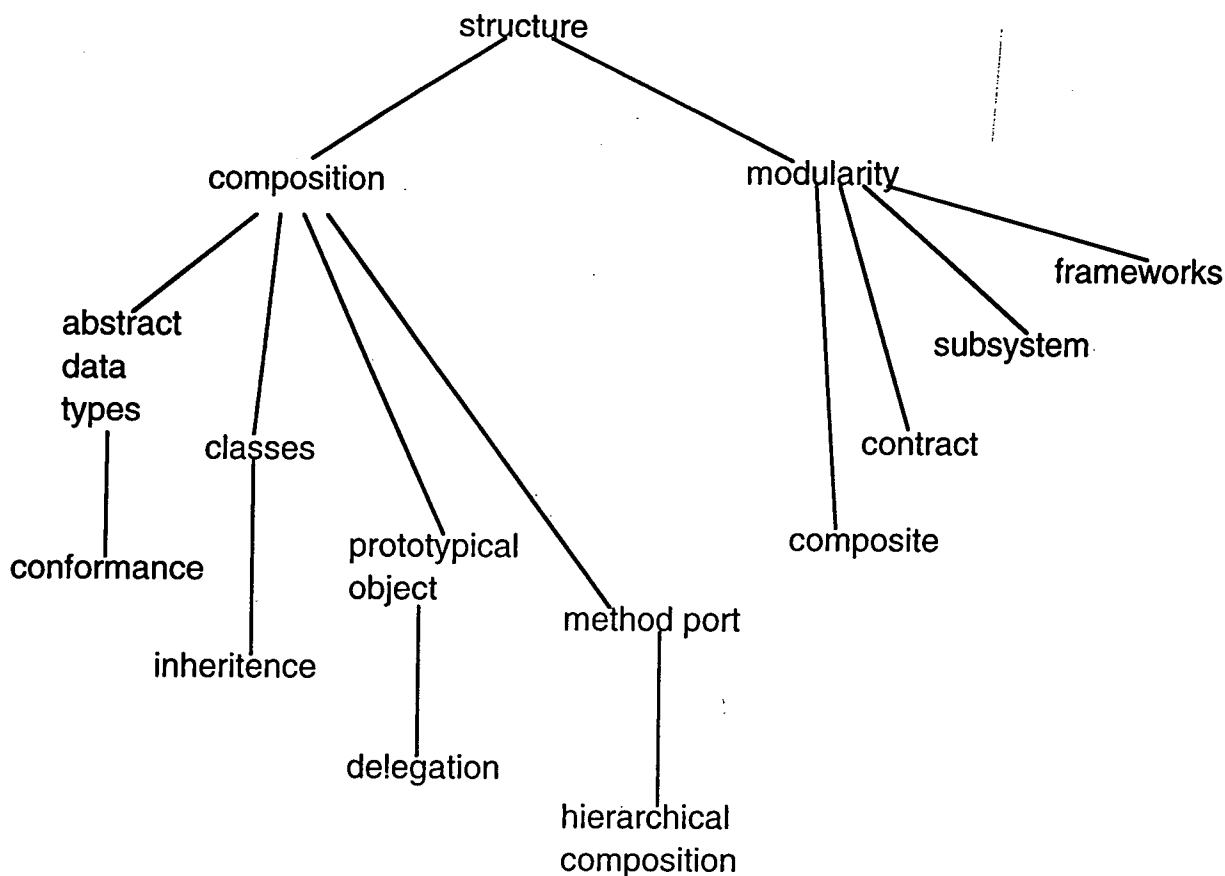 structure
composition
modularity
frameworks
abstract
data
types
subsystem
classes
contract
conformance
prototypical
object
composite
method port
inheritence
delegation
hierarchical
composition